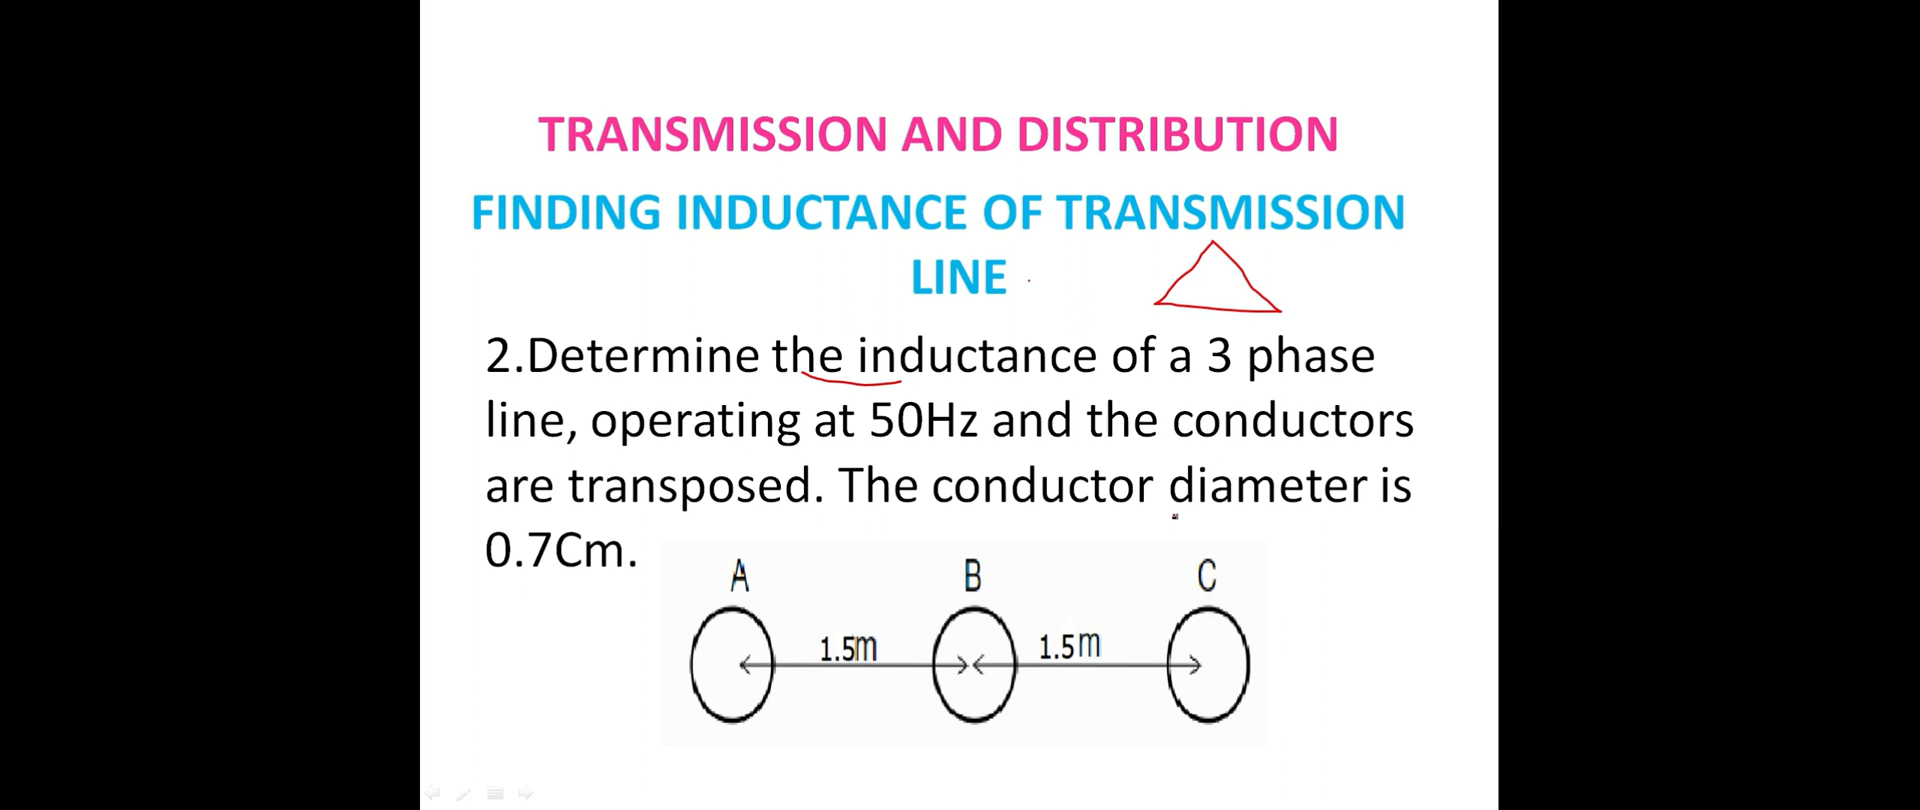 TRANSMISSION AND DISTRIBUTION
FINDING INDUCTANCE OF TRANSMISSION
LINE
2.Determine the inductance of a 3 phase
line, operating at 50Hz and the conductors
are transposed. The conductor diameter is
0.7Cm.
A B C
1.5m 1.5m